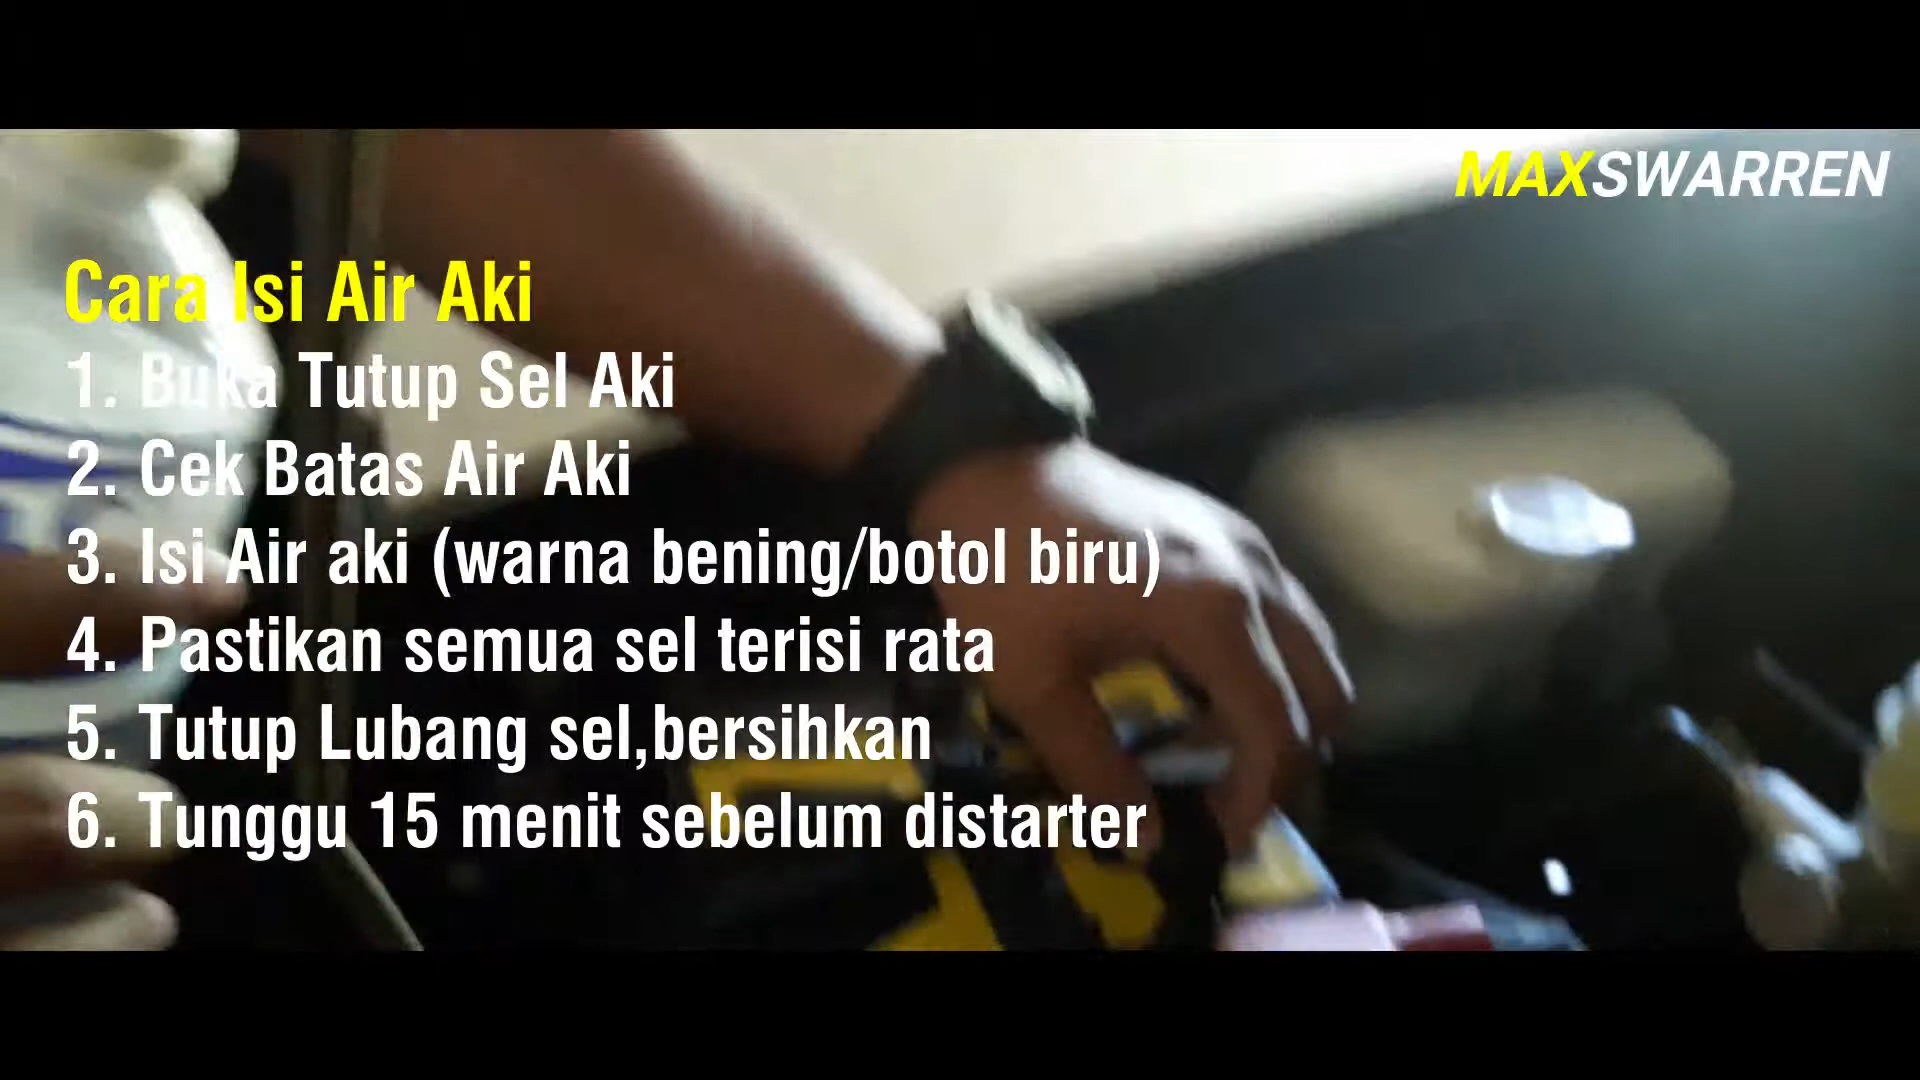 MAXSWARREN
Cara Isi Air Aki
1. Buka Tutup Sel Aki
2. Cek Batas Air Aki
3. Isi Air aki (warna bening/botol biru)
4. Pastikan semua sel terisi rata
5. Tutup Lubang sel,bersihkan
6. Tunggu 15 menit sebelum distarter